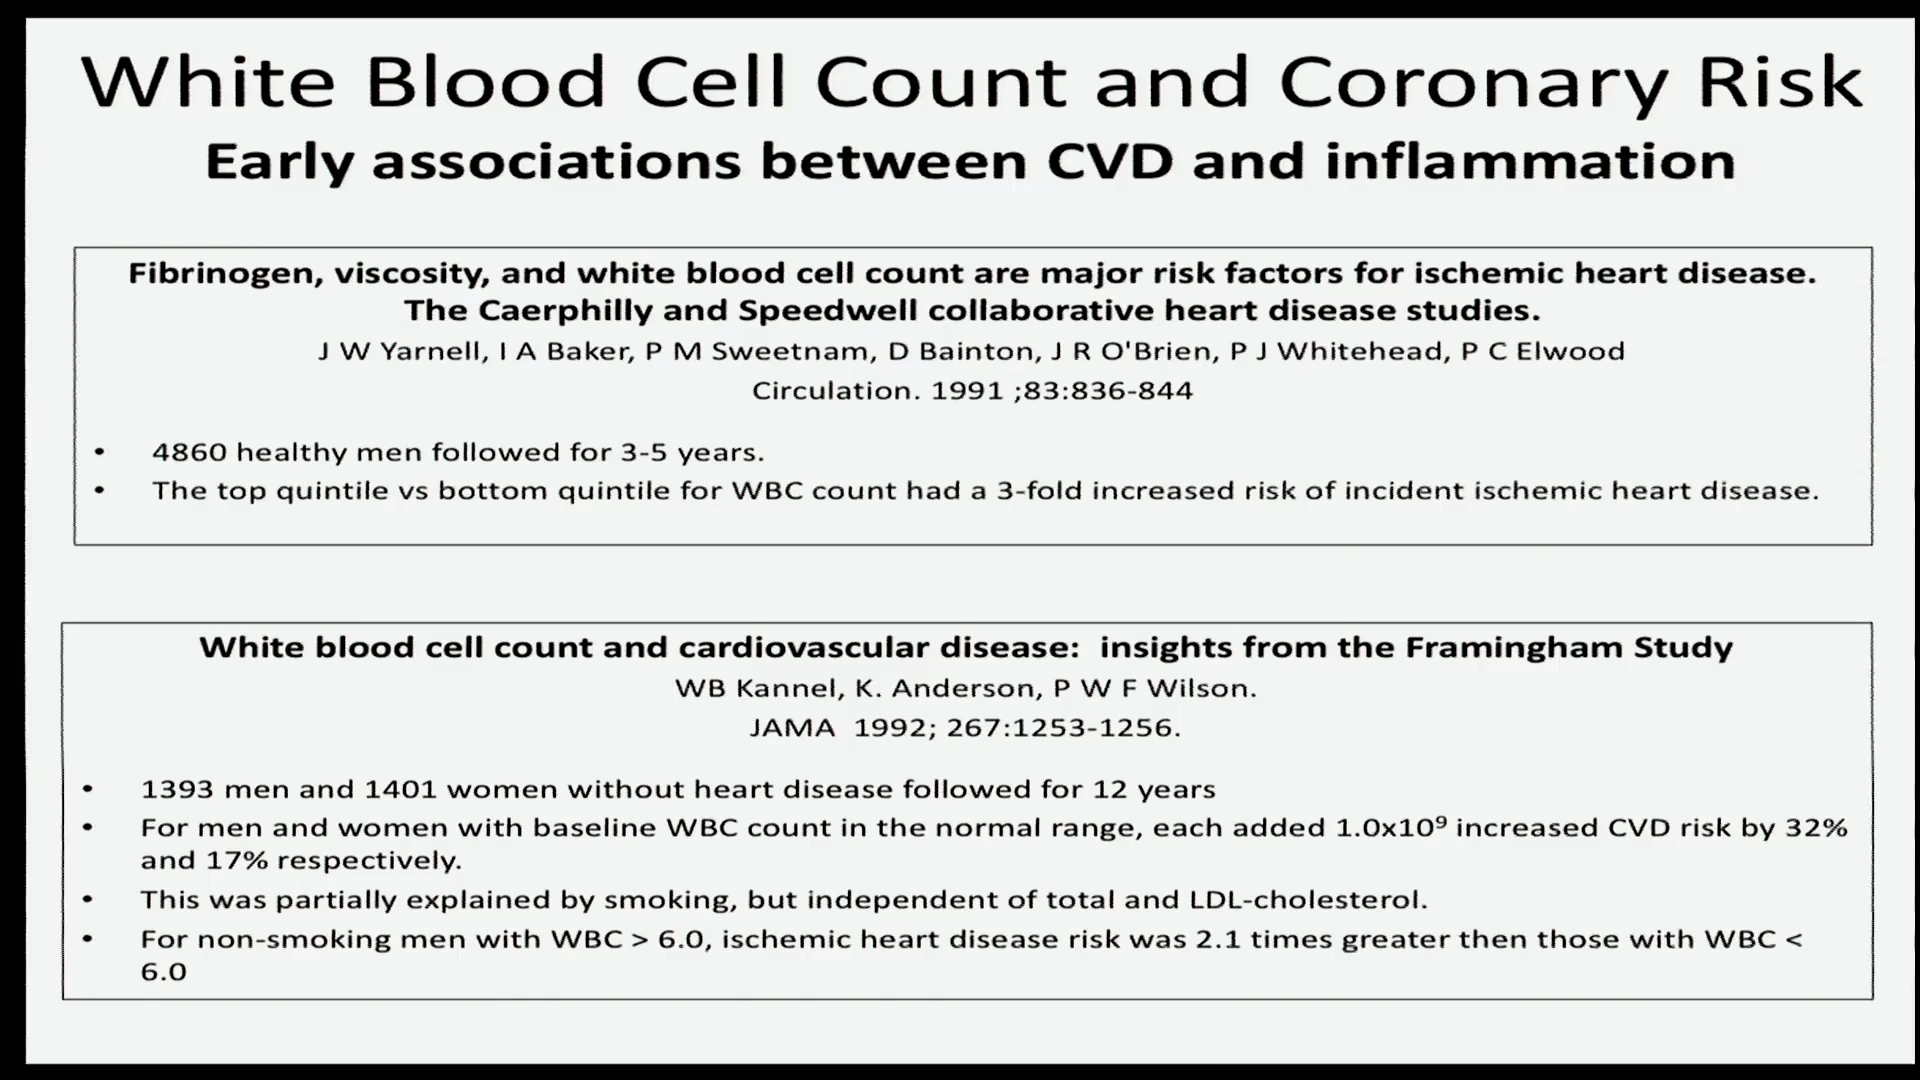 White Blood Cell Count and Coronary Risk
Early associations between CVD and inflammation
Fibrinogen, viscosity, and white blood cell count are major risk factors for ischemic heart disease.
The Caerphilly and Speedwell collaborative heart disease studies.
J W Yarnell, I A Baker, P M Sweetnam, D Bainton, J R O'Brien, P J Whitehead, P C Elwood
Circulation. 1991 ;83:836-844
• 4860 healthy men followed for 3-5 years.
• The top quintile vs bottom quintile for WBC count had a 3-fold increased risk of incident ischemic heart disease.
White blood cell count and cardiovascular disease:  insights from the Framingham Study
WB Kannel, K. Anderson, P W F Wilson.
JAMA  1992; 267:1253-1256.
• 1393 men and 1401 women without heart disease followed for 12 years
• For men and women with baseline WBC count in the normal range, each added 1.0x10⁹ increased CVD risk by 32%
and 17% respectively.
• This was partially explained by smoking, but independent of total and LDL-cholesterol.
• For non-smoking men with WBC > 6.0, ischemic heart disease risk was 2.1 times greater then those with WBC <
6.0